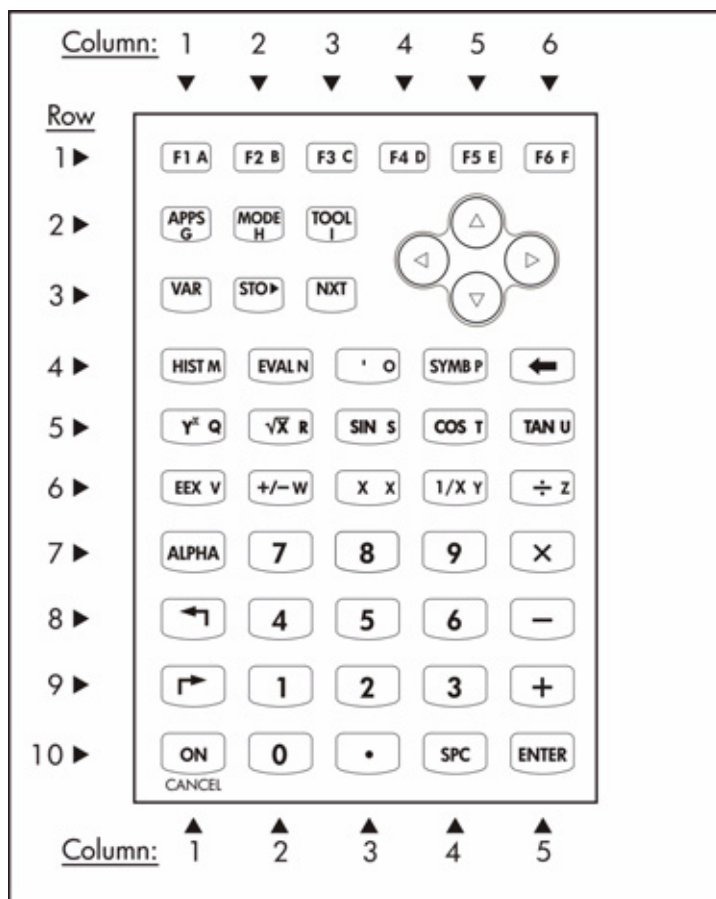 Column: 1 2 3 4 5 6
Row
1 F1 A F2 B F3 C F4 D F5 E F6 F
2 APPS G MODE H TOOL I
3 VAR STO▶ NXT
4 HIST M EVAL N ' O SYMB P
5 Yˣ Q √X R SIN S COS T TAN U
6 EEX V +/− W X X 1/X Y ÷ Z
7 ALPHA 7 8 9 ×
8 4 5 6 −
9 1 2 3 +
10 ON 0 • SPC ENTER
CANCEL
Column: 1 2 3 4 5